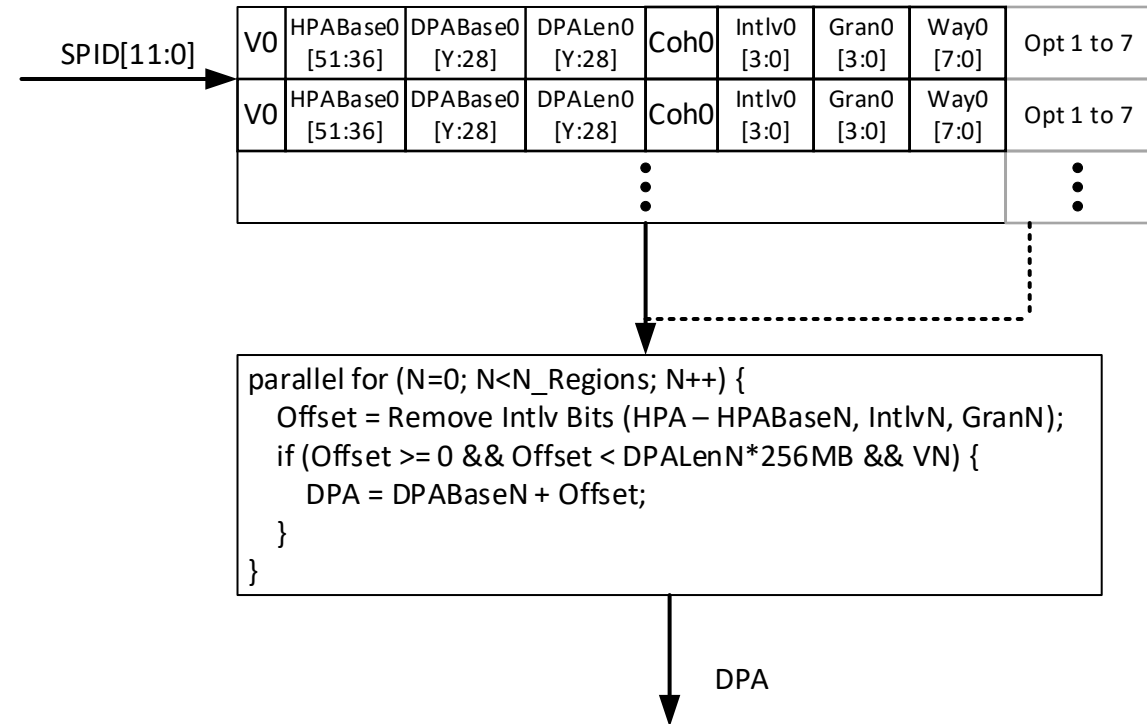 SPID[11:0]
V0 HPABase0 [51:36] DPABase0 [Y:28] DPALen0 [Y:28] Coh0 Intlv0 [3:0] Gran0 [3:0] Way0 [7:0] Opt 1 to 7
V0 HPABase0 [51:36] DPABase0 [Y:28] DPALen0 [Y:28] Coh0 Intlv0 [3:0] Gran0 [3:0] Way0 [7:0] Opt 1 to 7
parallel for (N=0; N<N_Regions; N++) {
Offset = Remove Intlv Bits (HPA – HPABaseN, IntlvN, GranN);
if (Offset >= 0 && Offset < DPALenN*256MB && VN) {
DPA = DPABaseN + Offset;
}
}
DPA